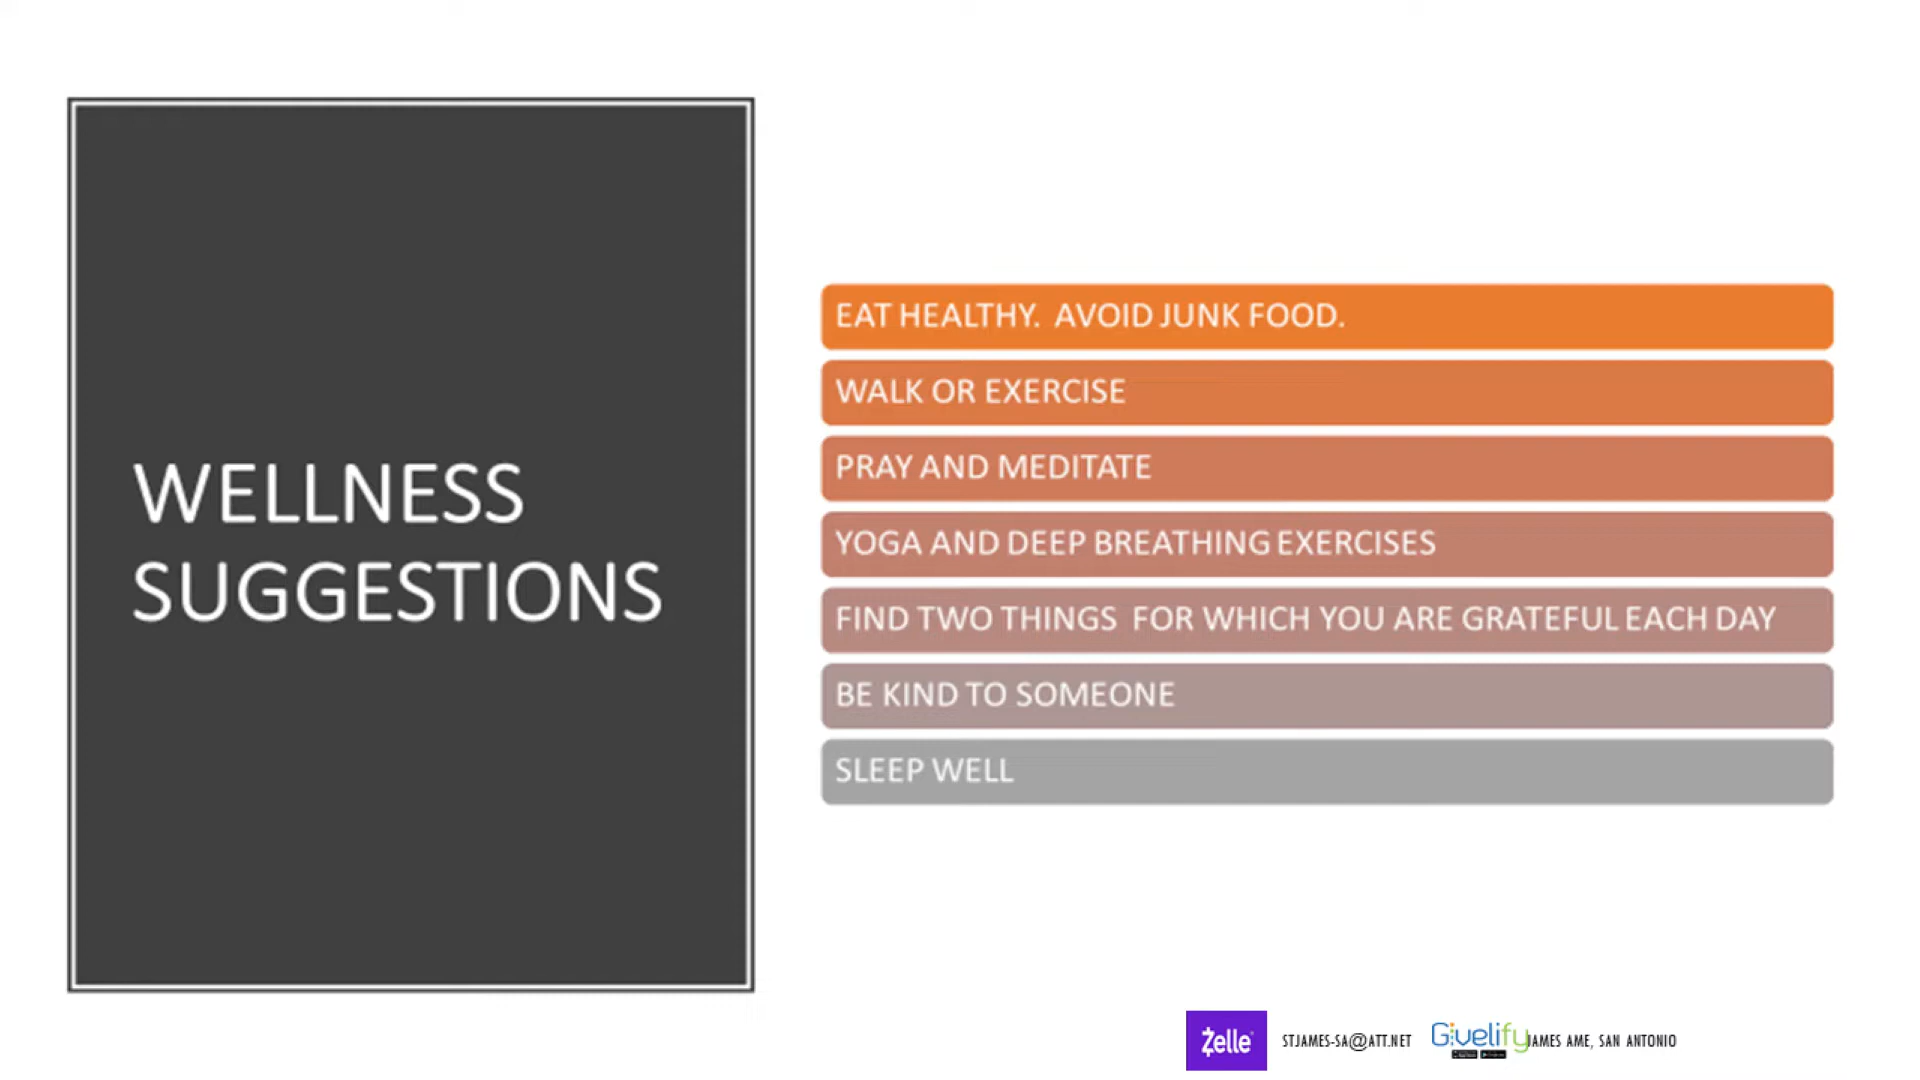 WELLNESS
SUGGESTIONS
EAT HEALTHY. AVOID JUNK FOOD.
WALK OR EXERCISE
PRAY AND MEDITATE
YOGA AND DEEP BREATHING EXERCISES
FIND TWO THINGS FOR WHICH YOU ARE GRATEFUL EACH DAY
BE KIND TO SOMEONE
SLEEP WELL
Zelle STJAMES-SA@ATT.NET Givelify JAMES AME, SAN ANTONIO